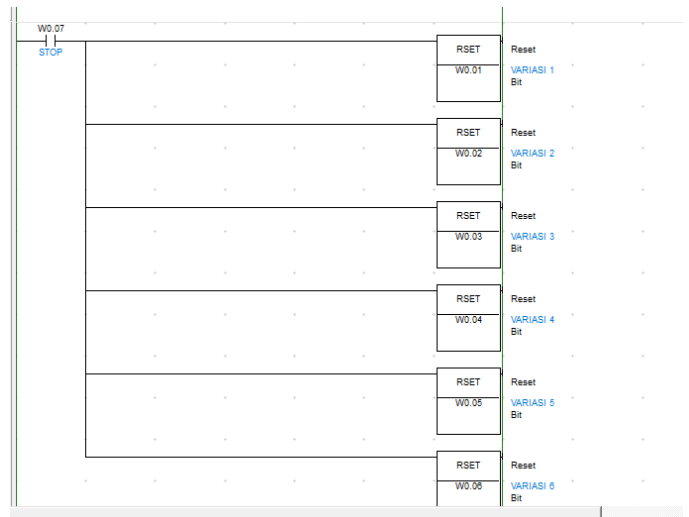 W0.07
STOP
RSET Reset
W0.01 VARIASI 1
Bit
RSET Reset
W0.02 VARIASI 2
Bit
RSET Reset
W0.03 VARIASI 3
Bit
RSET Reset
W0.04 VARIASI 4
Bit
RSET Reset
W0.05 VARIASI 5
Bit
RSET Reset
W0.06 VARIASI 6
Bit